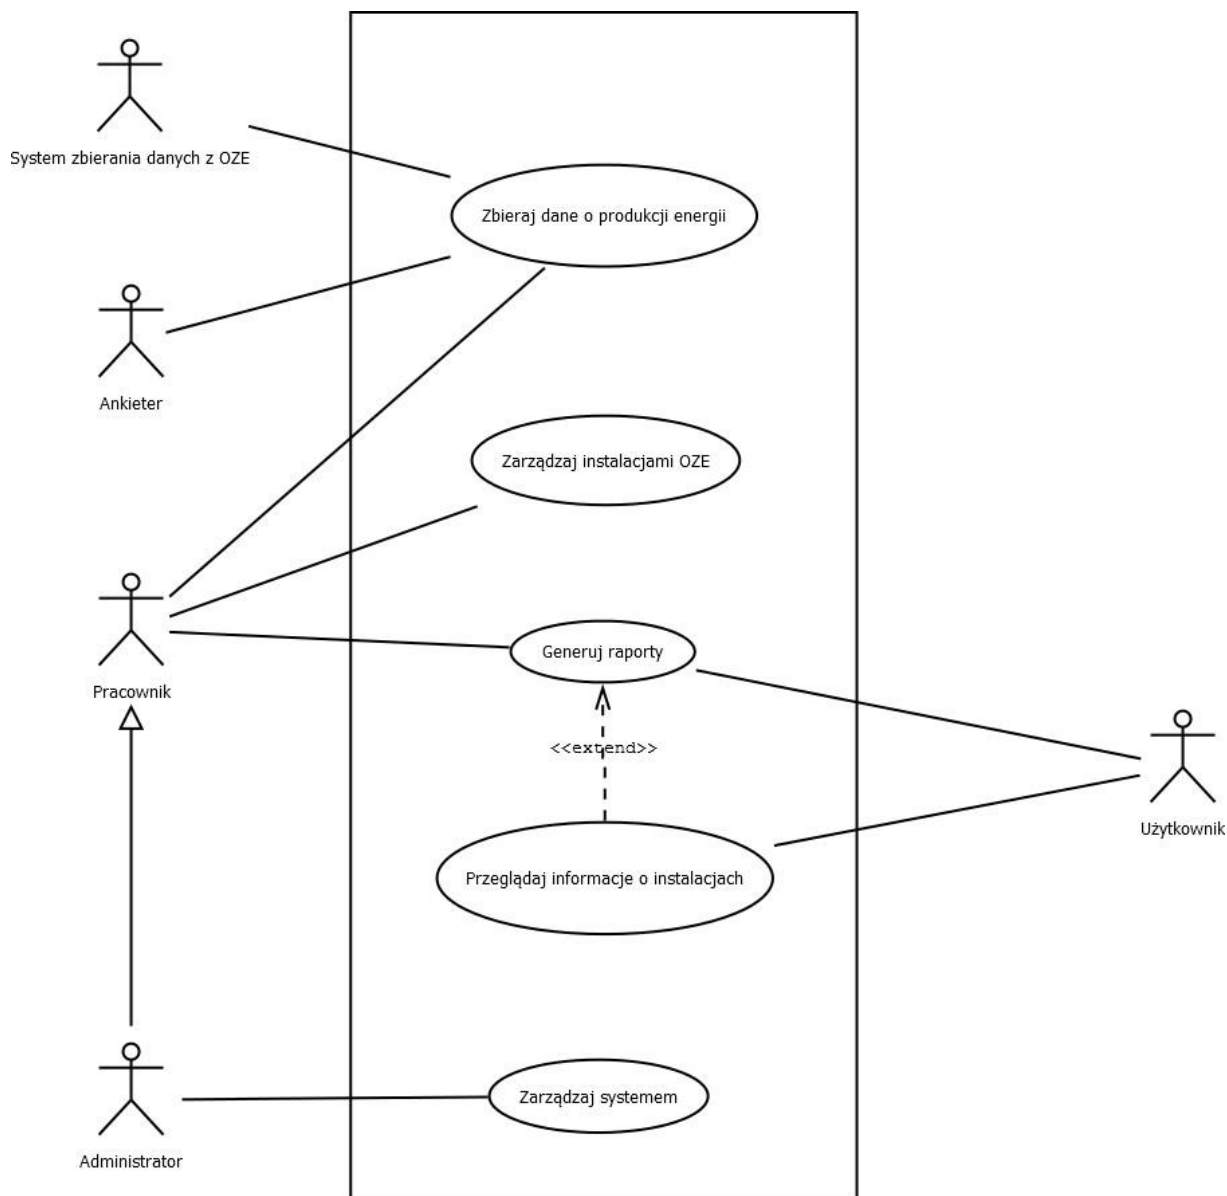 System zbierania danych z OZE
Zbieraj dane o produkcji energii
Ankieter
Zarządzaj instalacjami OZE
Generuj raporty
Pracownik
<<extend>>
Użytkownik
Przeglądaj informacje o instalacjach
Zarządzaj systemem
Administrator